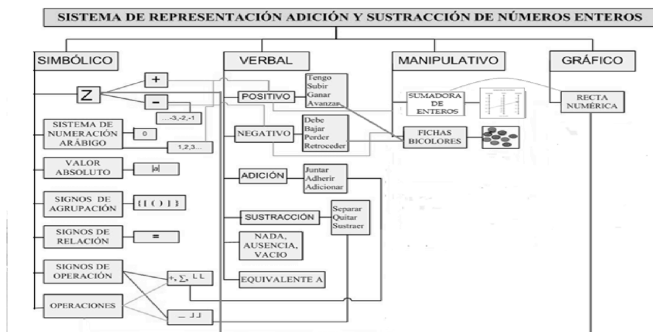 SISTEMA DE REPRESENTACIÓN ADICIÓN Y SUSTRACCIÓN DE NÚMEROS ENTEROS
SIMBÓLICO
Z
+
−
... -3,-2,-1
SISTEMA DE
NUMERACIÓN
ARÁBIGO
0
1,2,3...
VALOR
ABSOLUTO
|a|
SIGNOS DE
AGRUPACIÓN
SIGNOS DE
RELACIÓN
=
SIGNOS DE
OPERACIÓN
OPERACIONES
VERBAL
POSITIVO
Tengo
Subir
Ganar
Avanzar
NEGATIVO
Debe
Bajar
Perder
Retroceder
ADICIÓN
Juntar
Adherir
Adicionar
SUSTRACCIÓN
Separar
Quitar
Sustraer
NADA,
AUSENCIA,
VACIO
EQUIVALENTE A
MANIPULATIVO
SUMADORA
DE
ENTEROS
FICHAS
BICOLORES
GRÁFICO
RECTA
NUMÉRICA